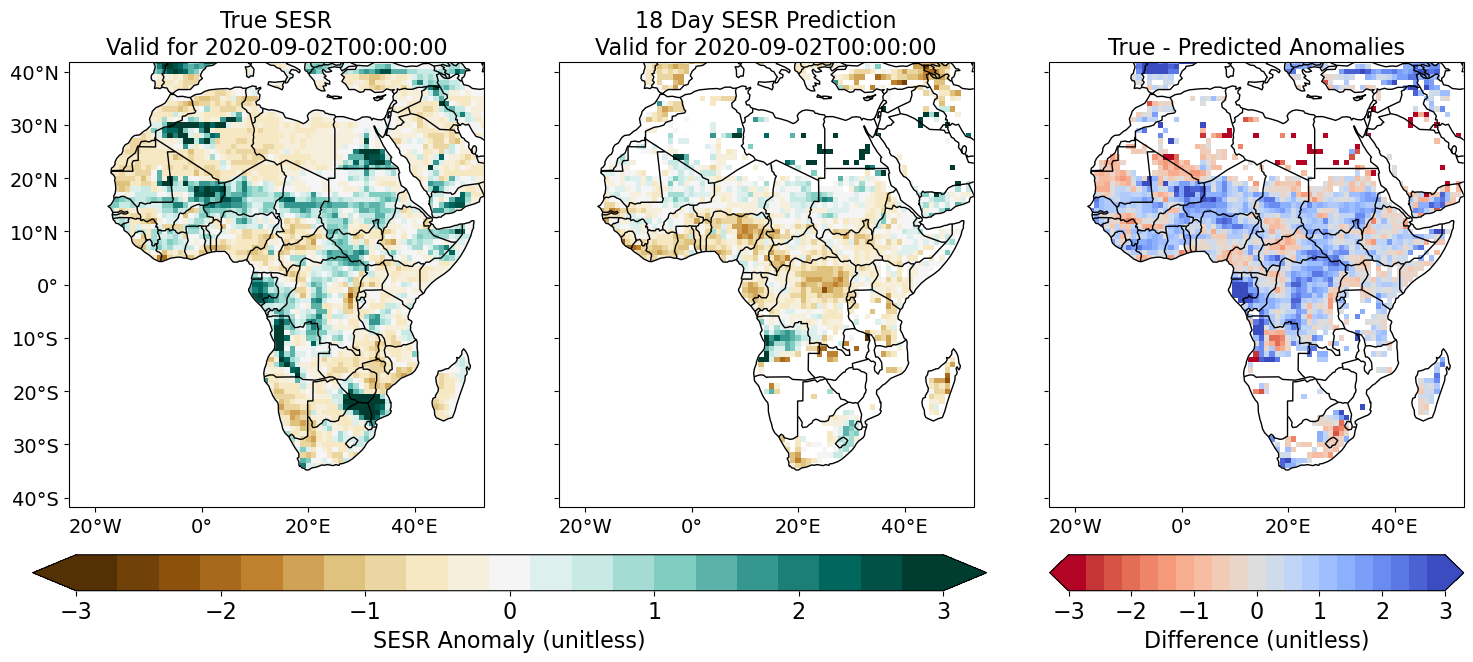 True SESR
Valid for 2020-09-02T00:00:00
18 Day SESR Prediction
Valid for 2020-09-02T00:00:00
True - Predicted Anomalies
40°N
30°N
20°N
10°N
0°
10°S
20°S
30°S
40°S
20°W 0° 20°E 40°E
20°W 0° 20°E 40°E
20°W 0° 20°E 40°E
−3 −2 −1 0 1 2 3
SESR Anomaly (unitless)
−3 −2 −1 0 1 2 3
Difference (unitless)